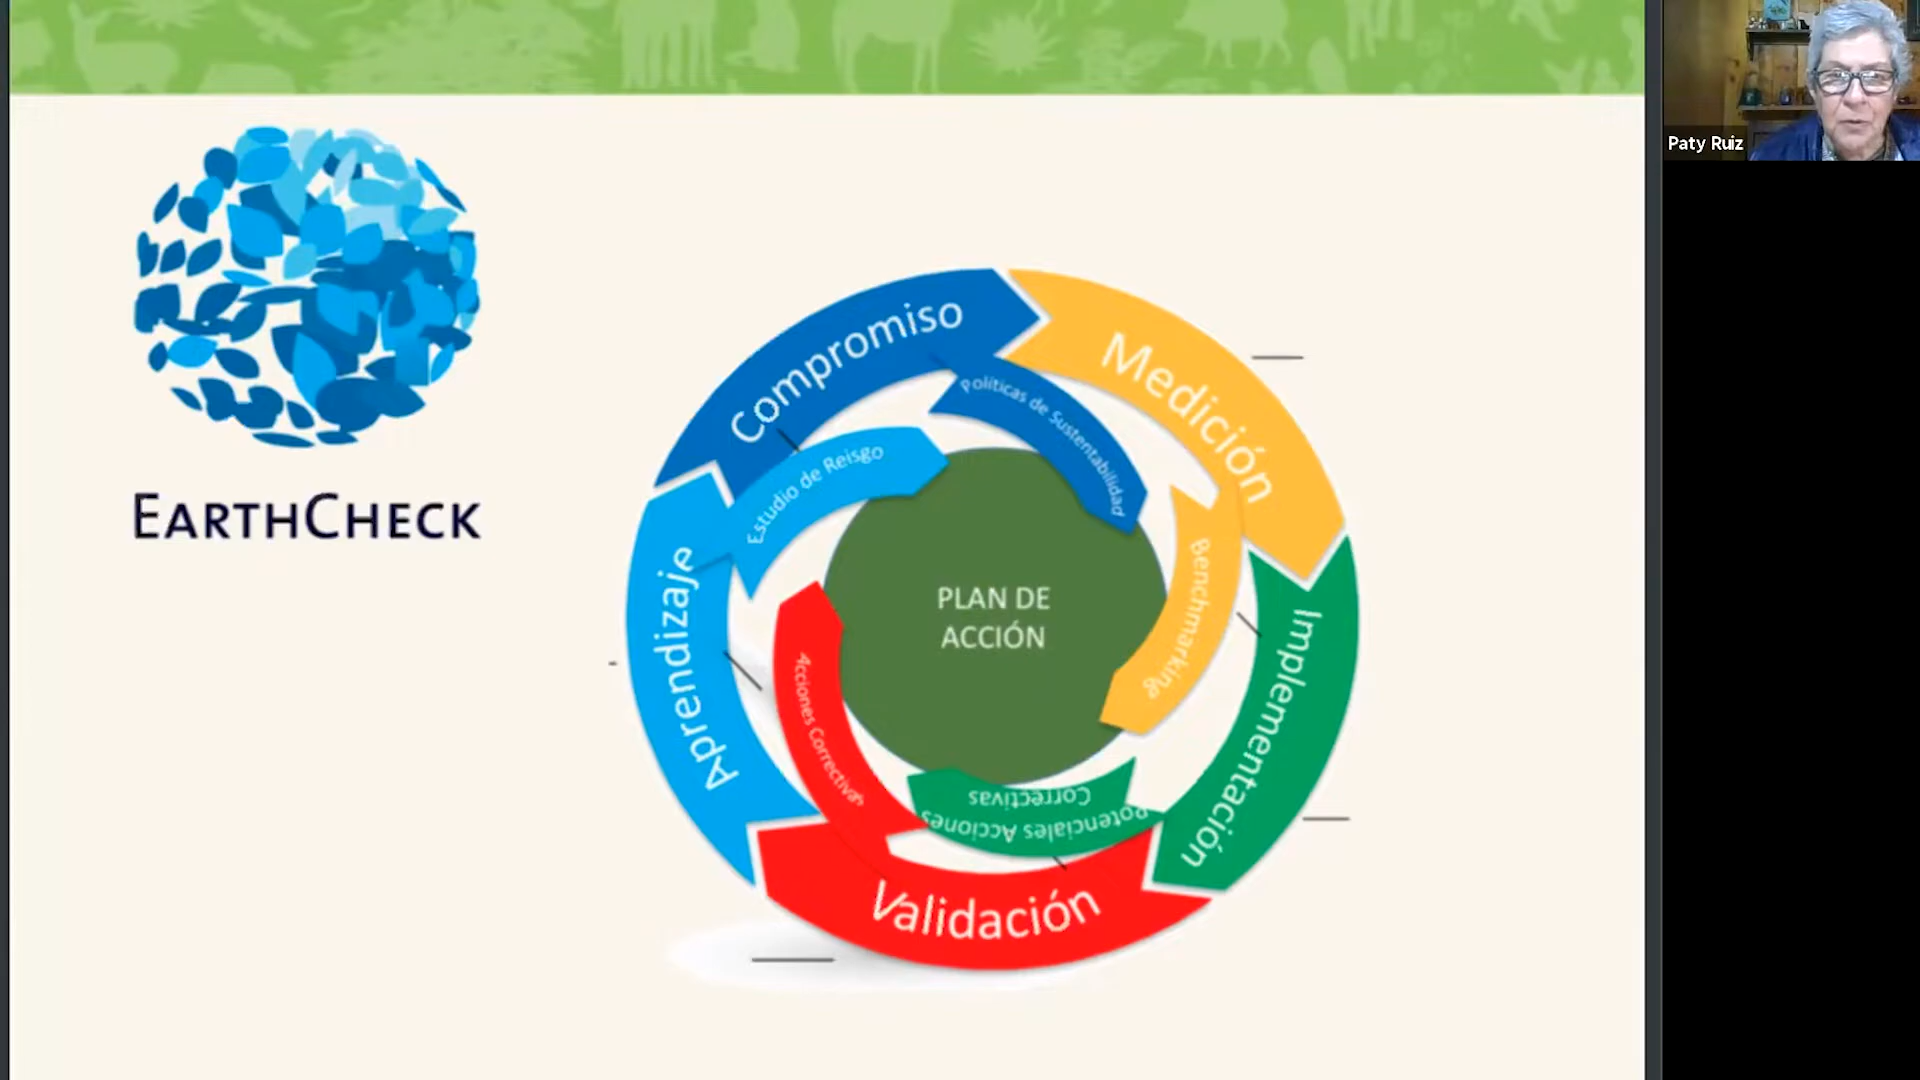 Paty Ruiz
EARTHCHECK
Compromiso
Medición
Políticas de Sustentabilidad
Estudio de Reisgo
PLAN DE
ACCIÓN
Benchmarking
Implementación
Aprendizaje
Acciones Correctivas
Potenciales Acciones
Correctivas
Validación